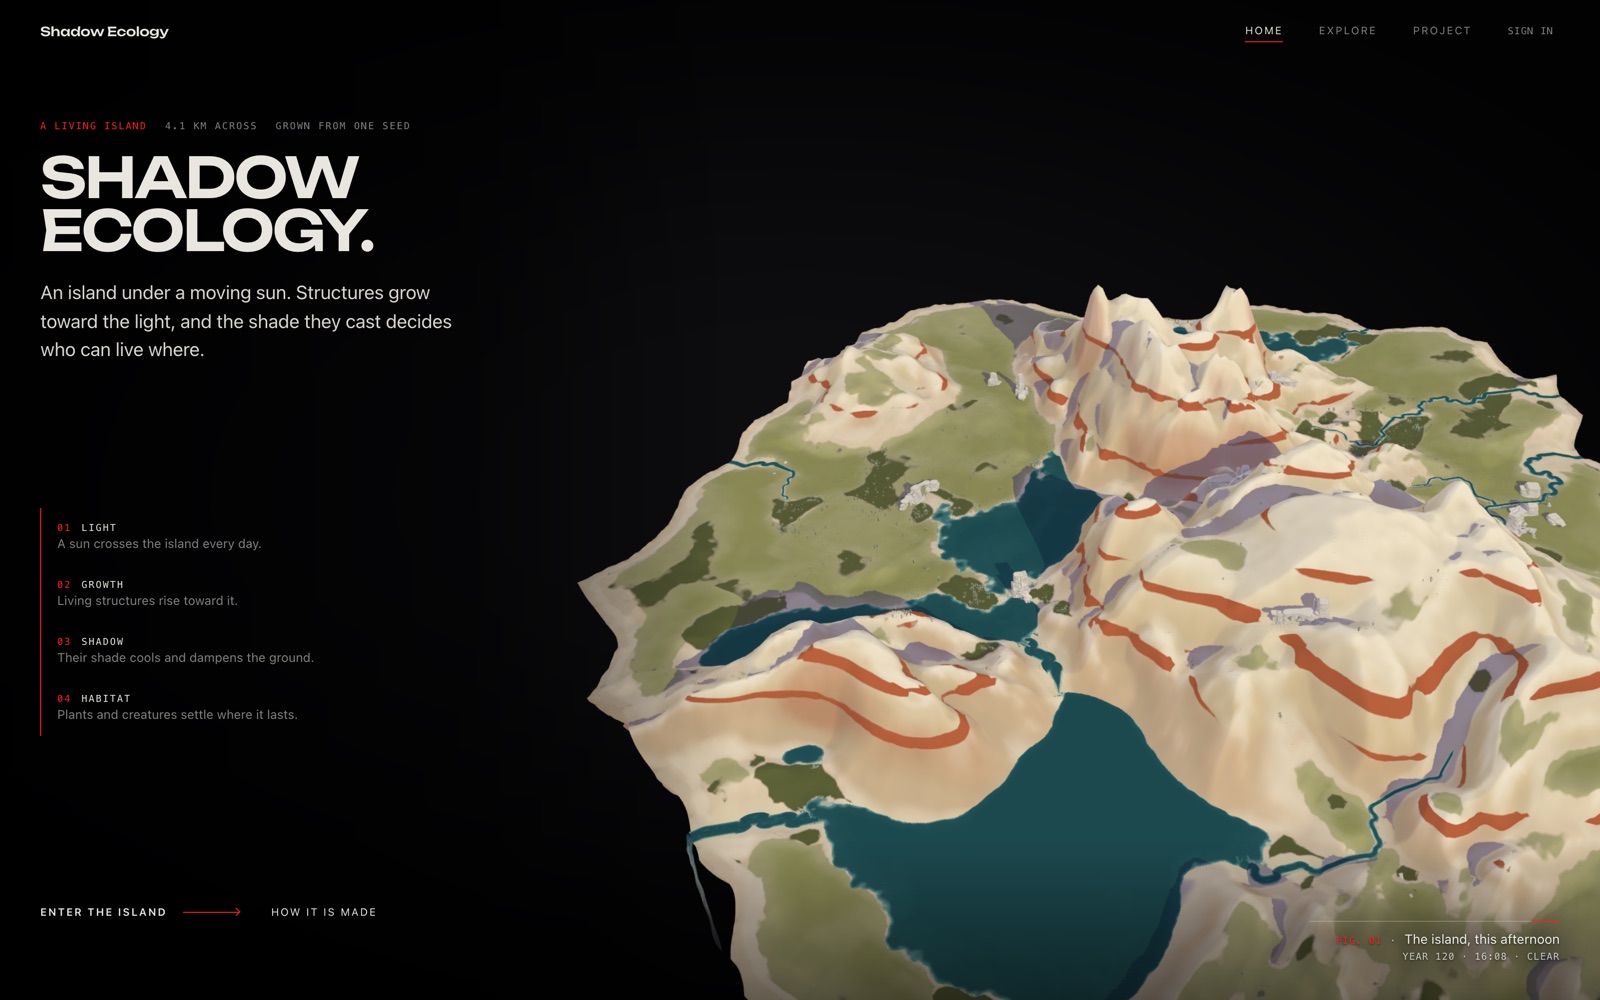 Shadow Ecology
HOME EXPLORE PROJECT SIGN IN
A LIVING ISLAND 4.1 KM ACROSS GROWN FROM ONE SEED
SHADOW
ECOLOGY.
An island under a moving sun. Structures grow
toward the light, and the shade they cast decides
who can live where.
01 LIGHT
A sun crosses the island every day.
02 GROWTH
Living structures rise toward it.
03 SHADOW
Their shade cools and dampens the ground.
04 HABITAT
Plants and creatures settle where it lasts.
ENTER THE ISLAND HOW IT IS MADE
FIG. 01 · The island, this afternoon
YEAR 120 · 16:08 · CLEAR